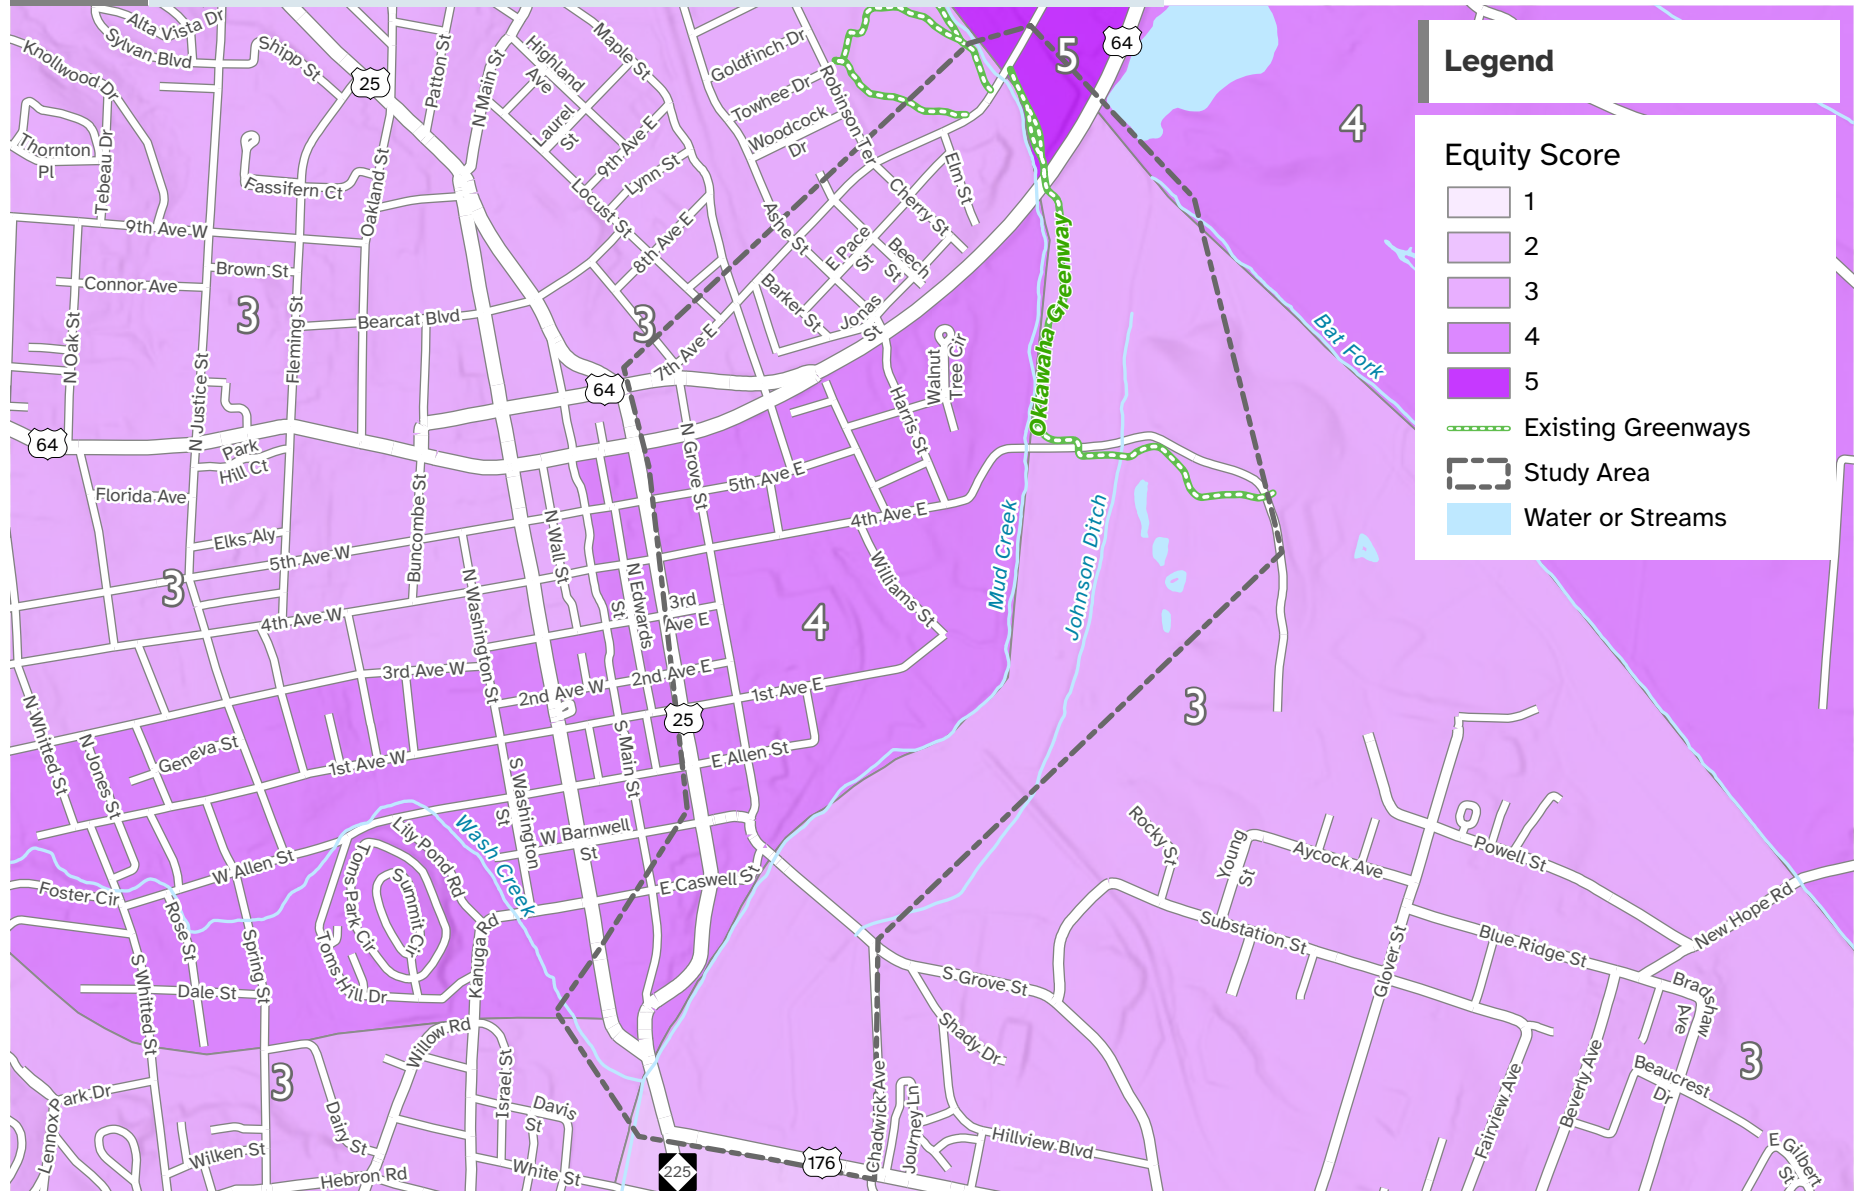 Legend
Equity Score
1
2
3
4
5
Existing Greenways
Study Area
Water or Streams
Alta Vista Dr
Sylvan Blvd
Knollwood Dr
Shipp St
25
Patton St
N Main St
Highland
Ave
Maple St
Goldfinch Dr
Towhee Dr
Woodcock
Dr
Robinson Ter
5
64
4
Thornton
Pl
Tebeau Dr
Fassifern Ct
Oakland St
Laurel
St
9th Ave E
Lynn St
Locust St
8th Ave E
Ashe St
Elm St
Cherry St
E Pace
St
Beech
St
Barker St
Jonas
St
9th Ave W
Connor Ave
Brown St
3
Bearcat Blvd
N Oak St
Fleming St
N Justice St
3
7th Ave E
64
Walnut
Tree Cir
Harris St
Oklawaha Greenway
Bat Fork
64
Park
Hill Ct
Florida Ave
Elks Aly
5th Ave W
Buncombe St
N Grove St
5th Ave E
4th Ave E
N Wall St
N Edwards
St
Mud Creek
Johnson Ditch
3
4th Ave W
N Washington St
3rd
Ave E
4
Williams St
3rd Ave W
2nd Ave W
2nd Ave E
1st Ave E
25
3
N Whitted St
N Jones St
Geneva St
1st Ave W
S Main St
E Allen St
S Washington
St
W Barnwell
St
Wash Creek
Lily Pond Rd
W Allen St
Toms Park Cir
Summit Cir
E Caswell St
Foster Cir
Rose St
Spring St
Toms Hill Dr
Kanuga Rd
Dale St
S Whitted St
Willow Rd
Rocky St
Young
St
Aycock Ave
Powell St
Substation St
Glover St
Blue Ridge St
New Hope Rd
Bradshaw
Ave
S Grove St
Shady Dr
3
Israel St
Davis
St
Park Dr
Lennox
Dairy St
Wilken St
Hebron Rd
White St
225
176
Chadwick Ave
Journey Ln
Hillview Blvd
Fairview Ave
Beverly Ave
Beaucrest
Dr
3
E Gilbert
St